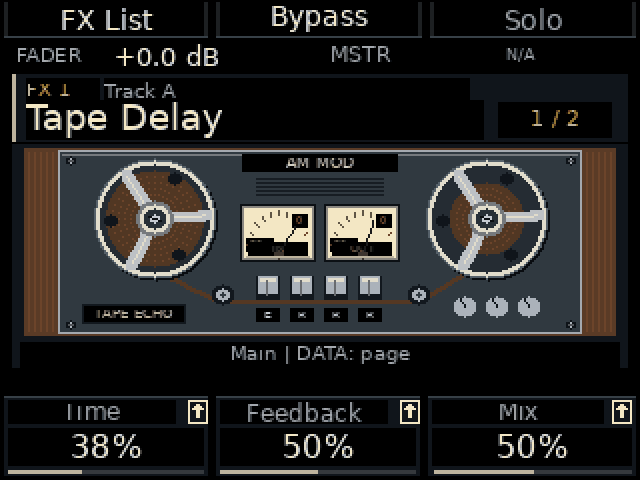 FX List Bypass Solo
FADER +0.0 dB MSTR N/A
FX 1 Track A
Tape Delay 1 / 2
AM MOD
TAPE ECHO
Main | DATA: page
Time Feedback Mix
38% 50% 50%